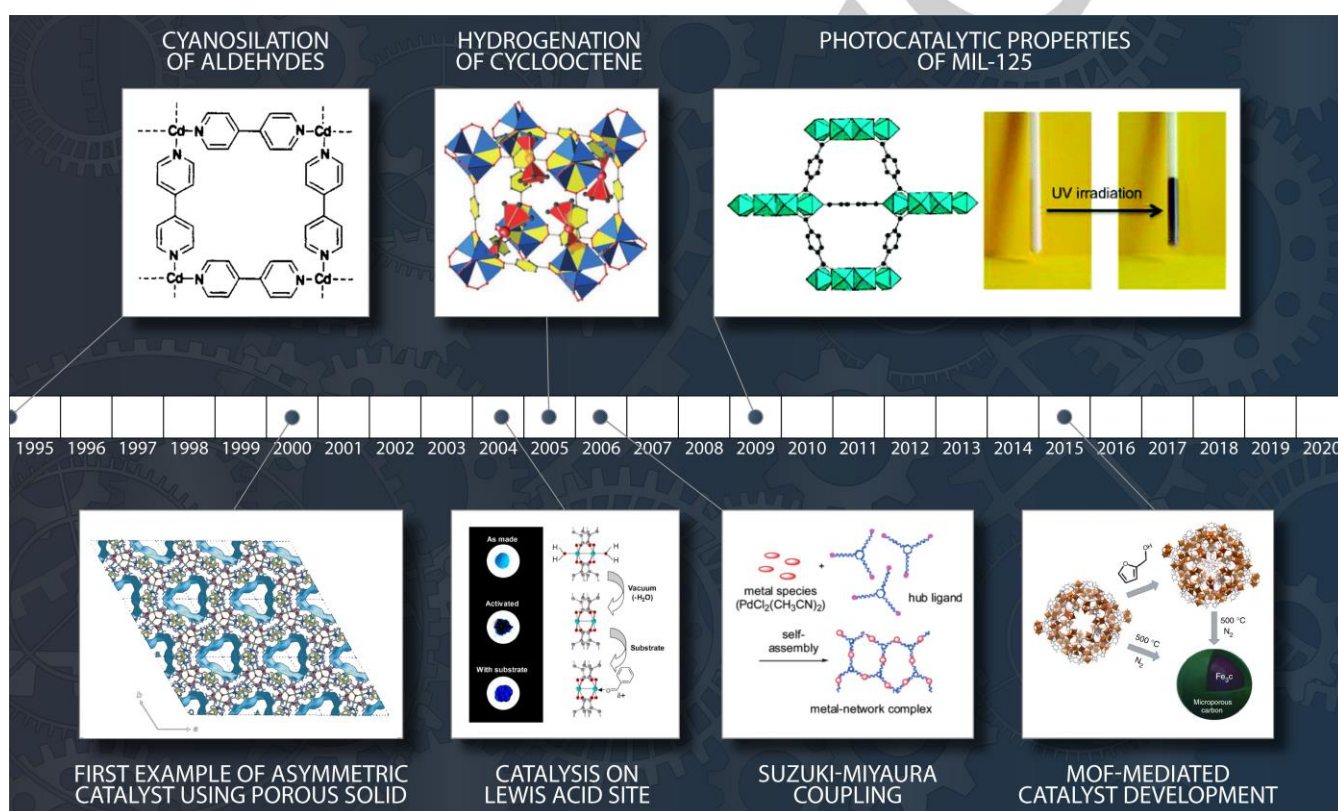 CYANOSILATION
OF ALDEHYDES
HYDROGENATION
OF CYCLOOCTENE
PHOTOCATALYTIC PROPERTIES
OF MIL-125
Cd N N Cd
N N
N N
Cd N N Cd
UV irradiation
1995 1996 1997 1998 1999 2000 2001 2002 2003 2004 2005 2006 2007 2008 2009 2010 2011 2012 2013 2014 2015 2016 2017 2018 2019 2020
As made
Activated
With substrate
H H
H H
Vacuum
(-H₂O)
Substrate
δ+
metal species
(PdCl₂(CH₃CN)₂)
+
hub ligand
self-
assembly
metal-network complex
OH
O
500 °C
N₂
500 °C
N₂
Fe₃c
Microporous
carbon
FIRST EXAMPLE OF ASYMMETRIC
CATALYST USING POROUS SOLID
CATALYSIS ON
LEWIS ACID SITE
SUZUKI-MIYAURA
COUPLING
MOF-MEDIATED
CATALYST DEVELOPMENT